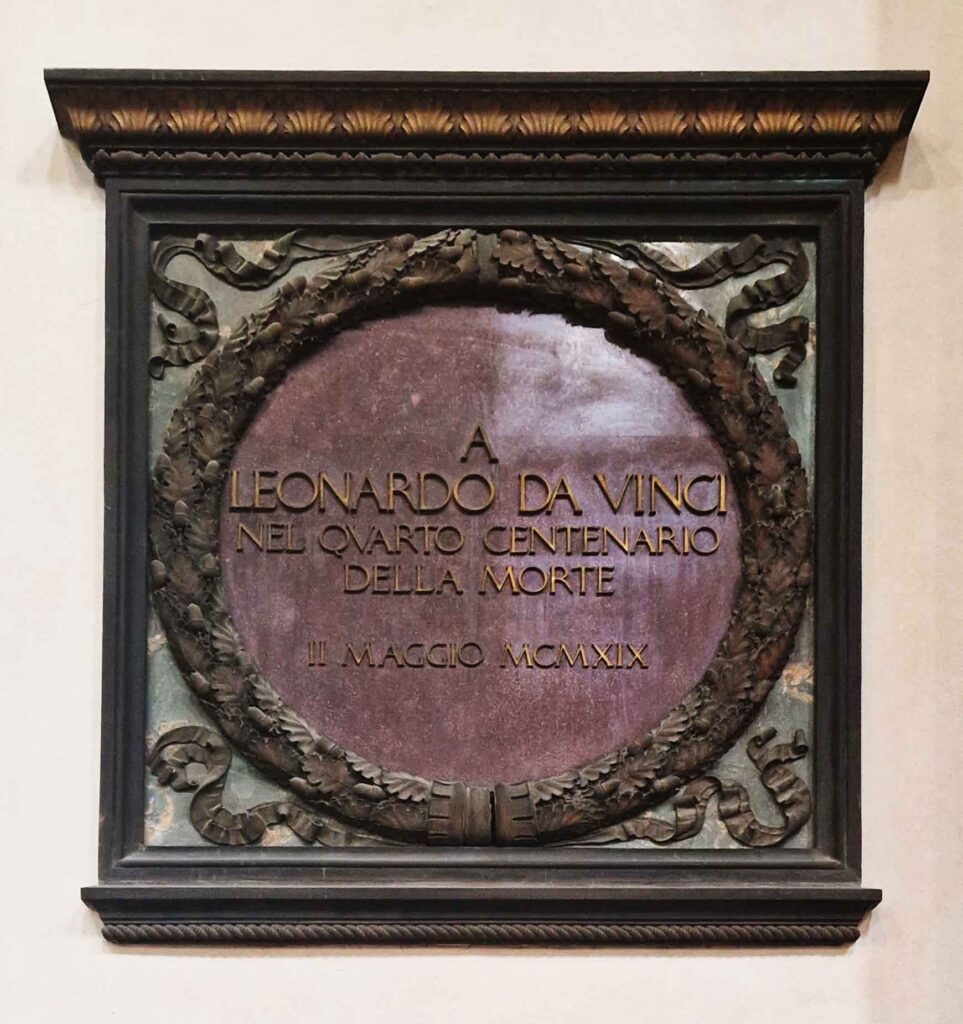 A
LEONARDO DA VINCI
NEL QVARTO CENTENARIO
DELLA MORTE
II MAGGIO MCMXIX